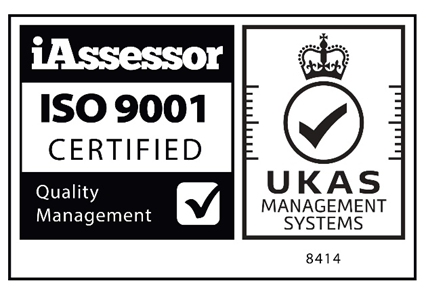 iAssessor
ISO 9001
CERTIFIED
Quality
Management
UKAS
MANAGEMENT
SYSTEMS
8414